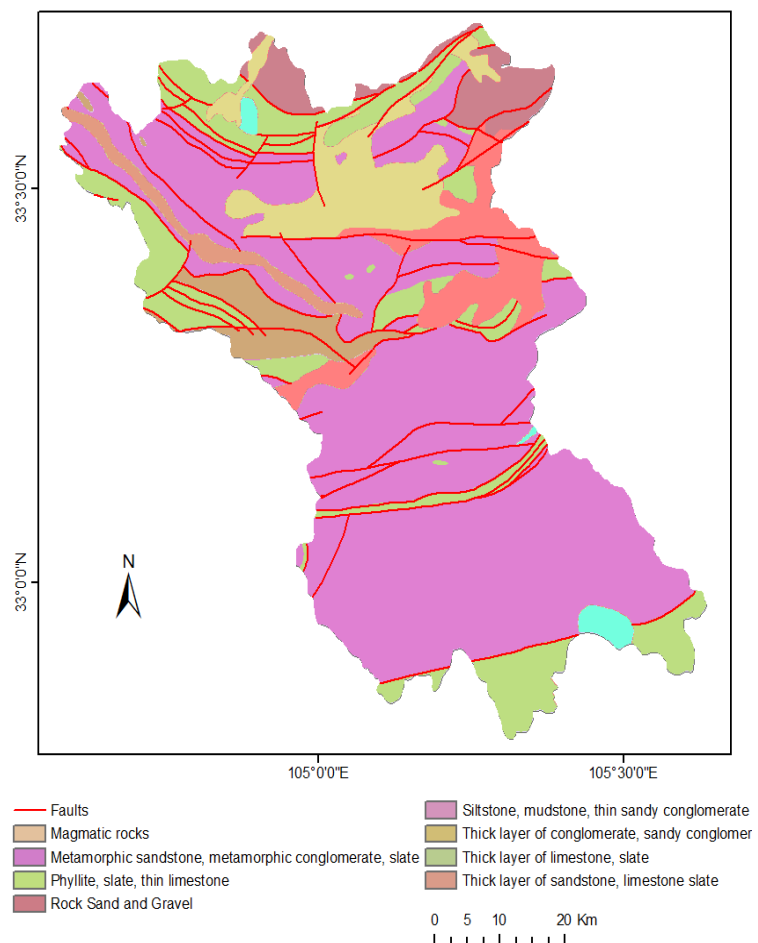 33°30'0"N
33°0'0"N
N
105°0'0"E
105°30'0"E
Faults
Magmatic rocks
Metamorphic sandstone, metamorphic conglomerate, slate
Phyllite, slate, thin limestone
Rock Sand and Gravel
Siltstone, mudstone, thin sandy conglomerate
Thick layer of conglomerate, sandy conglomer
Thick layer of limestone, slate
Thick layer of sandstone, limestone slate
0 5 10 20 Km